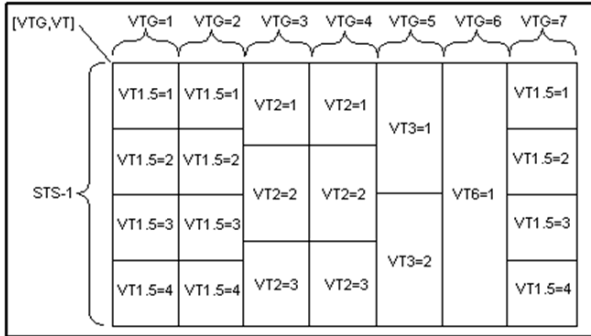 [VTG,VT] VTG=1 VTG=2 VTG=3 VTG=4 VTG=5 VTG=6 VTG=7
VT1.5=1 VT1.5=1 VT2=1 VT2=1 VT3=1 VT1.5=1
VT1.5=2 VT1.5=2 VT1.5=2
STS-1 VT2=2 VT2=2 VT6=1
VT1.5=3 VT1.5=3 VT1.5=3
VT3=2
VT1.5=4 VT1.5=4 VT2=3 VT2=3 VT1.5=4